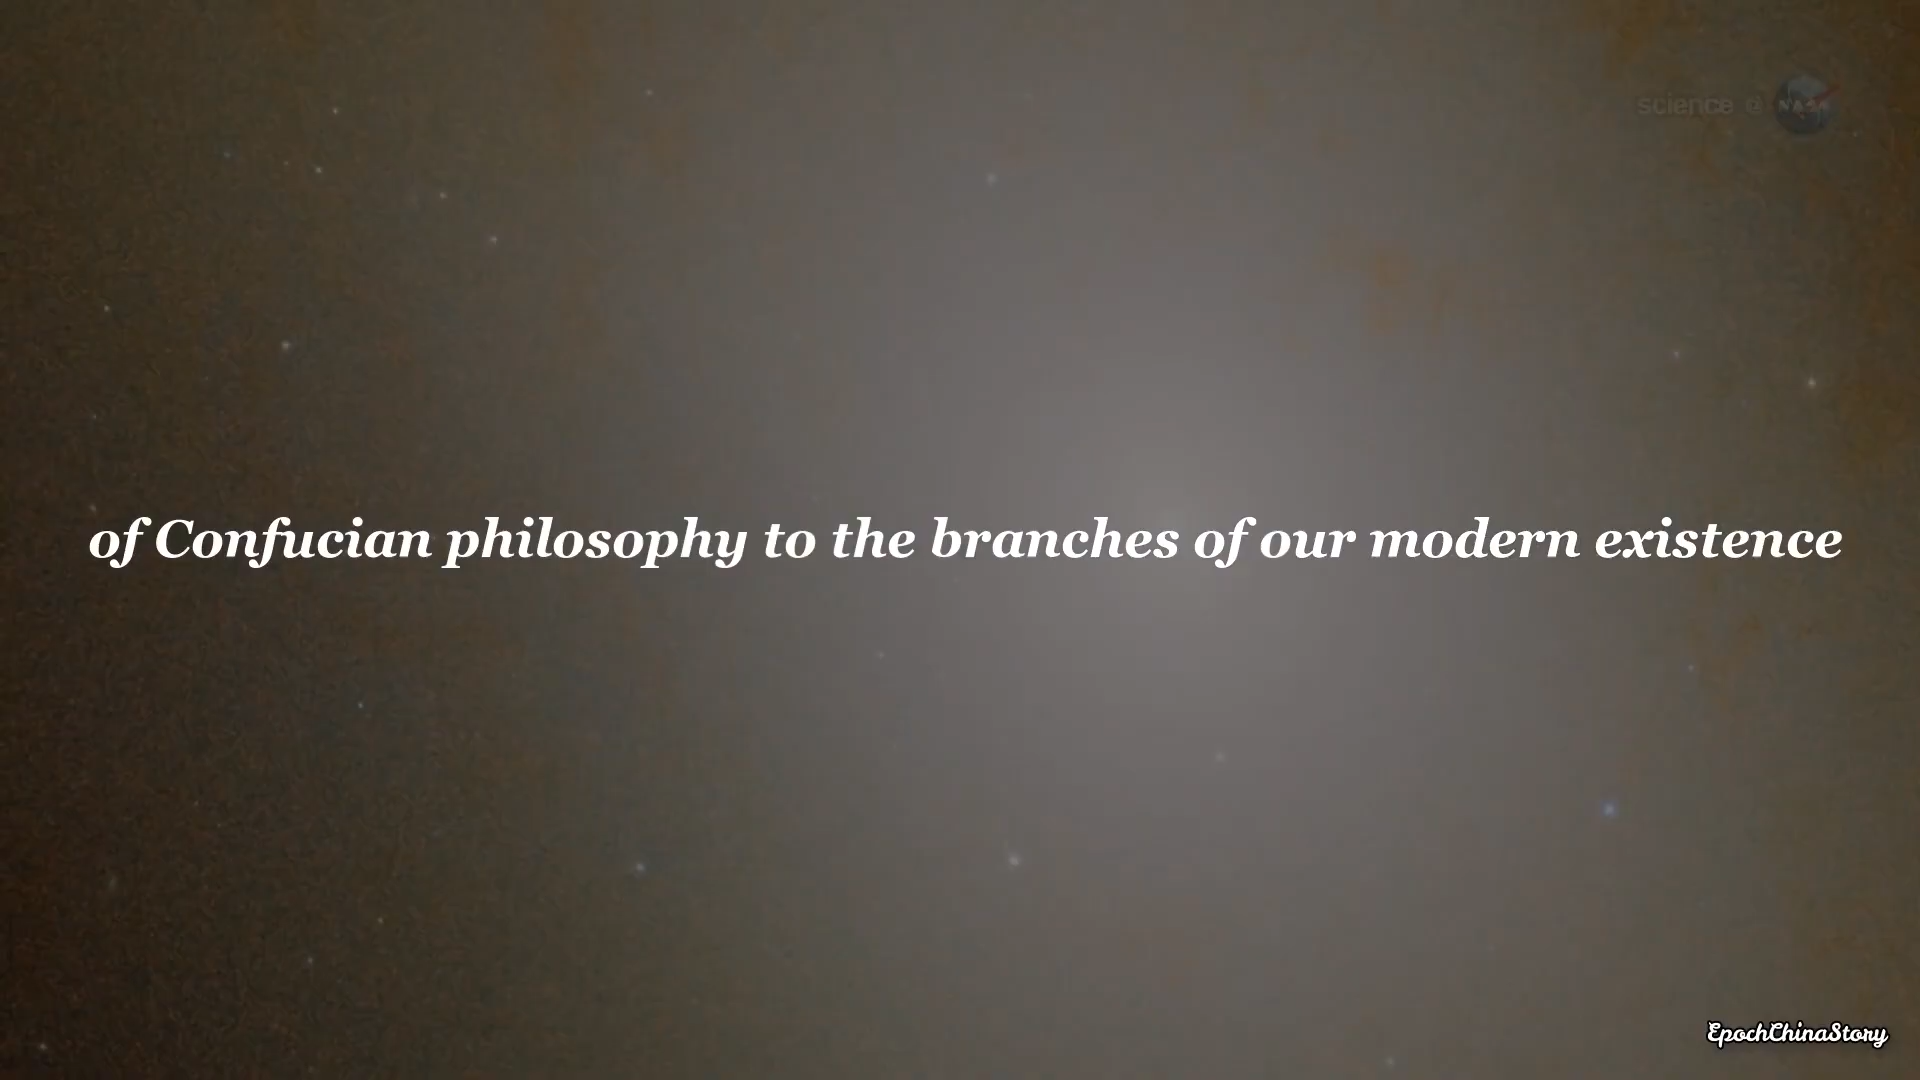 science @ NASA
of Confucian philosophy to the branches of our modern existence
EpochChinaStory